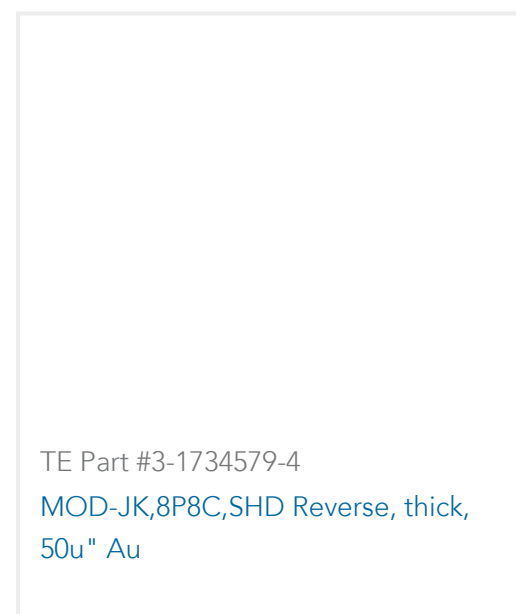 TE Part #3-1734579-4
MOD-JK,8P8C,SHD Reverse, thick,
50u" Au